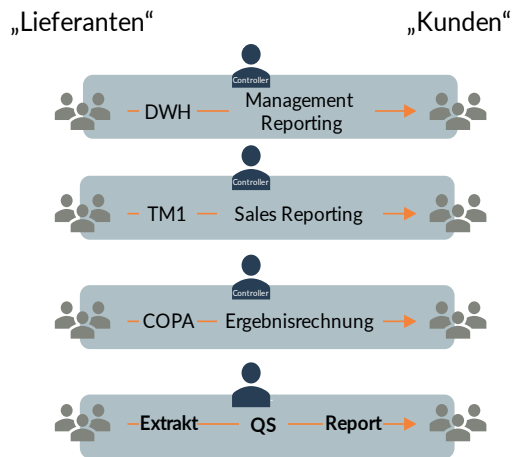 „Lieferanten“ „Kunden“
Controller
DWH Management
Reporting
Controller
TM1 Sales Reporting
Controller
COPA Ergebnisrechnung
Extrakt QS Report